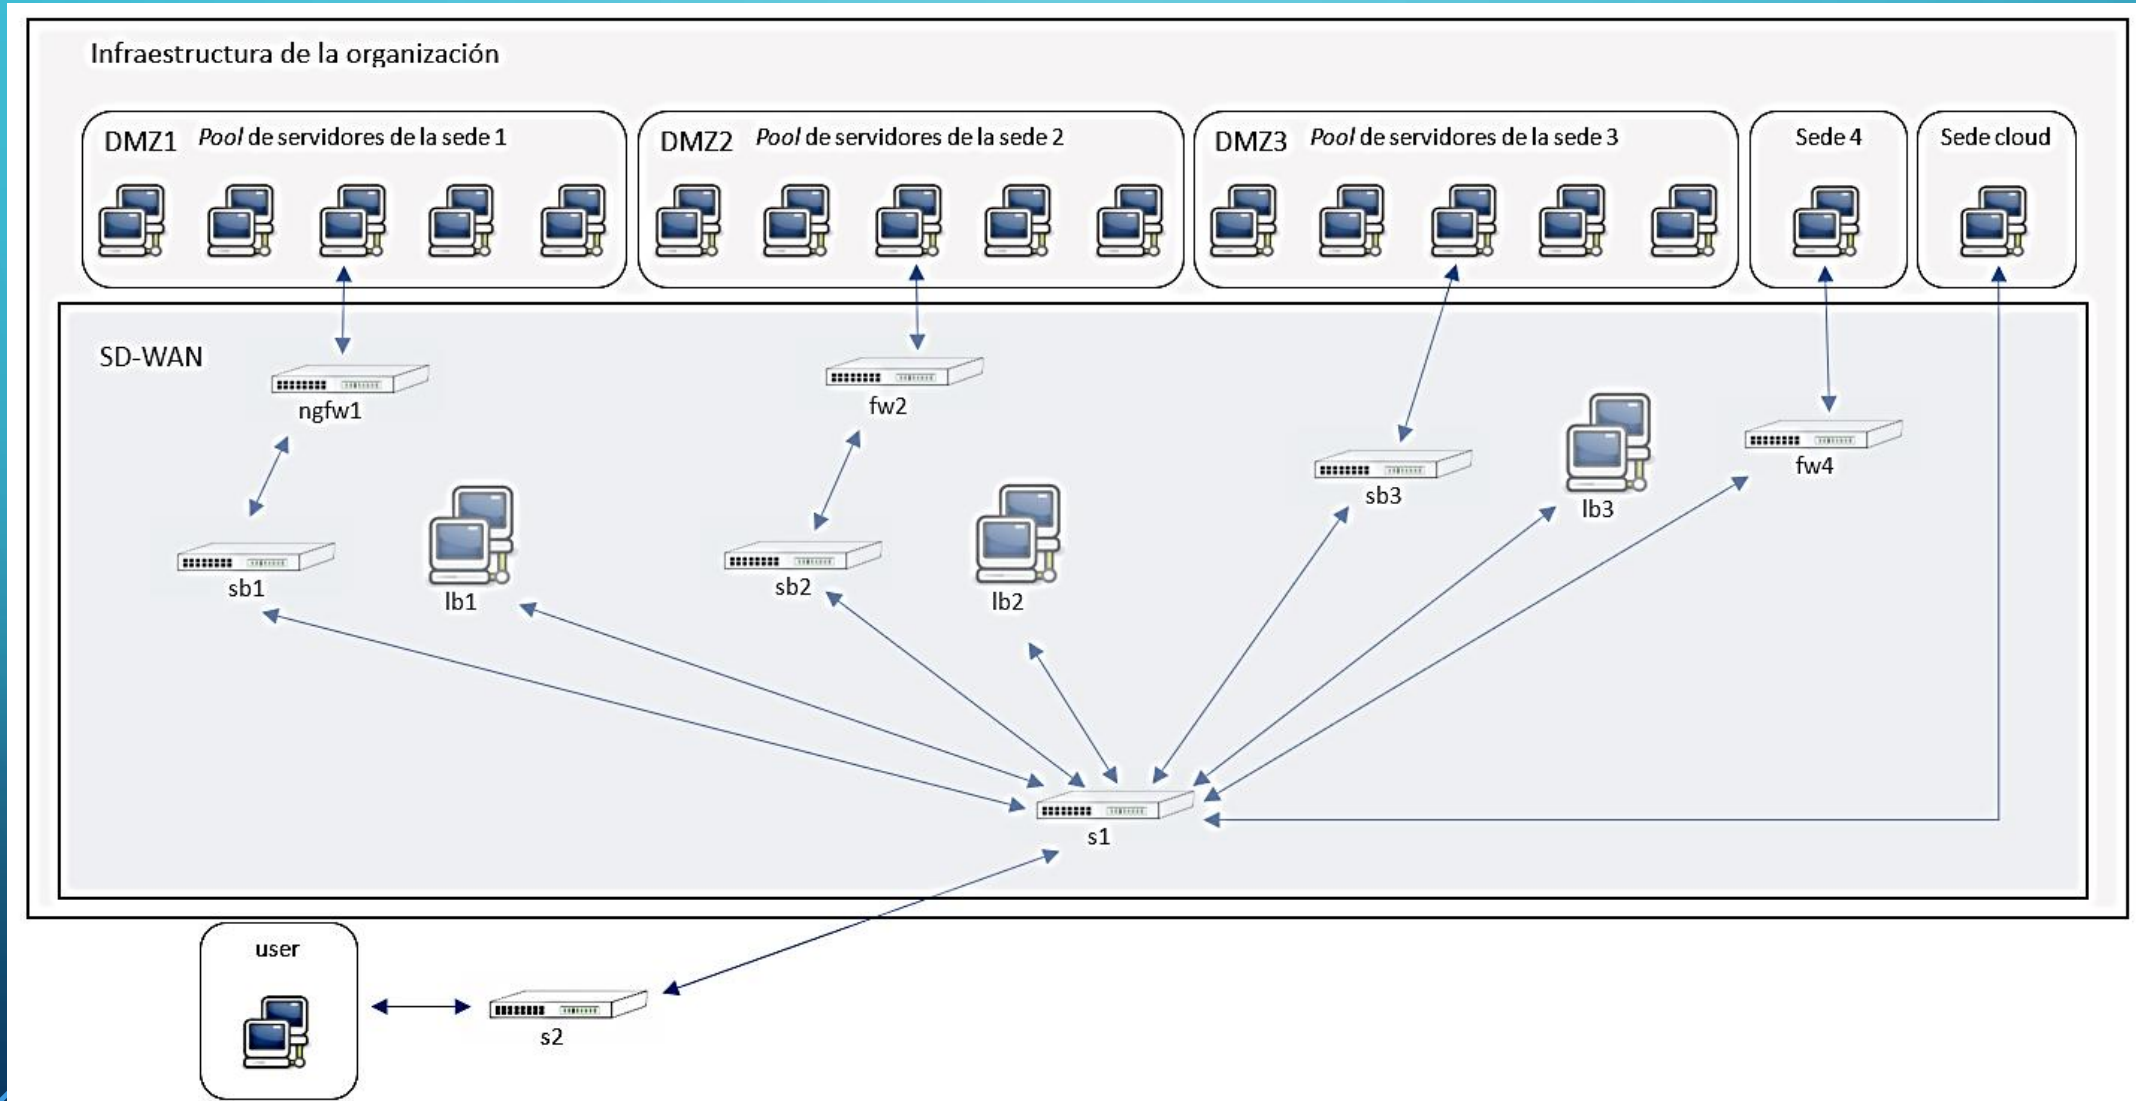 Infraestructura de la organización
DMZ1 Pool de servidores de la sede 1
DMZ2 Pool de servidores de la sede 2
DMZ3 Pool de servidores de la sede 3
Sede 4
Sede cloud
SD-WAN
ngfw1
fw2
sb3
lb3
fw4
sb1
lb1
sb2
lb2
s1
user
s2